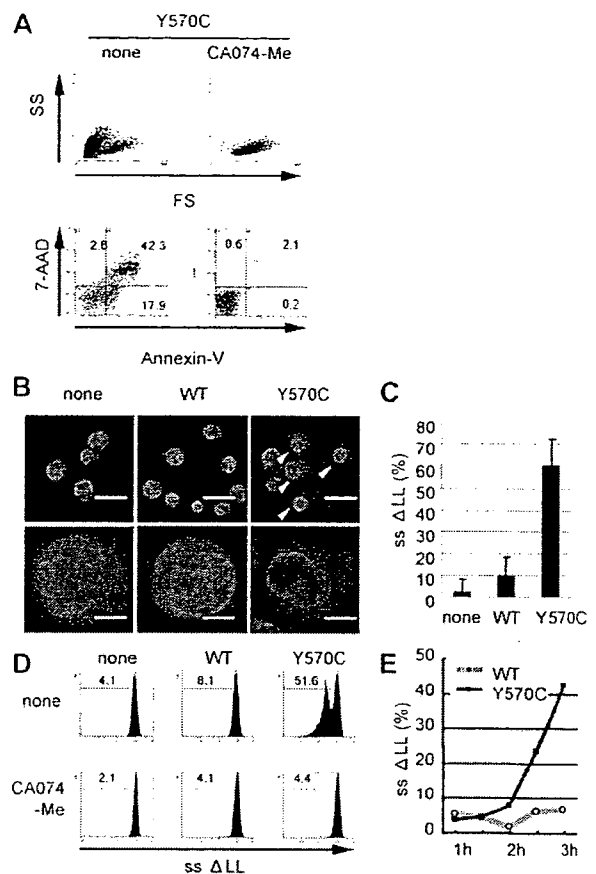 A
Y570C
none CA074-Me
SS
FS
7-AAD
2.8 42.3
17.9
0.6 2.1
0.2
Annexin-V
B
none WT Y570C
C
ss Δ LL (%)
80
70
60
50
40
30
20
10
0
none WT Y570C
D
none WT Y570C
none
4.1 8.1 51.6
CA074
-Me
2.1 4.1 4.4
ss Δ LL
E
ss Δ LL (%)
50
40
30
20
10
0
WT
Y570C
1h 2h 3h